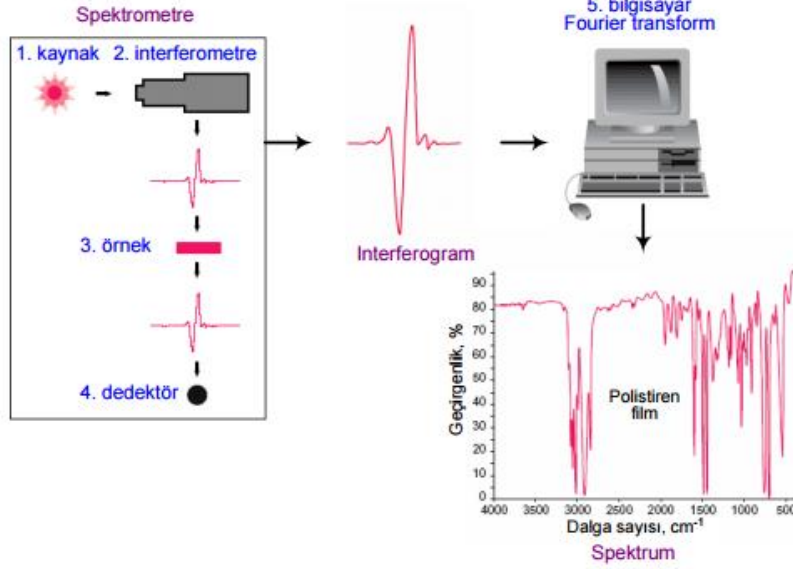 Spektrometre
1. kaynak
2. interferometre
3. örnek
4. dedektör
Interferogram
5. bilgisayar
Fourier transform
Geçirgenlik, %
90
80
70
60
50
40
30
20
10
0
Polistiren
film
4000 3500 3000 2500 2000 1500 1000 500
Dalga sayısı, cm⁻¹
Spektrum